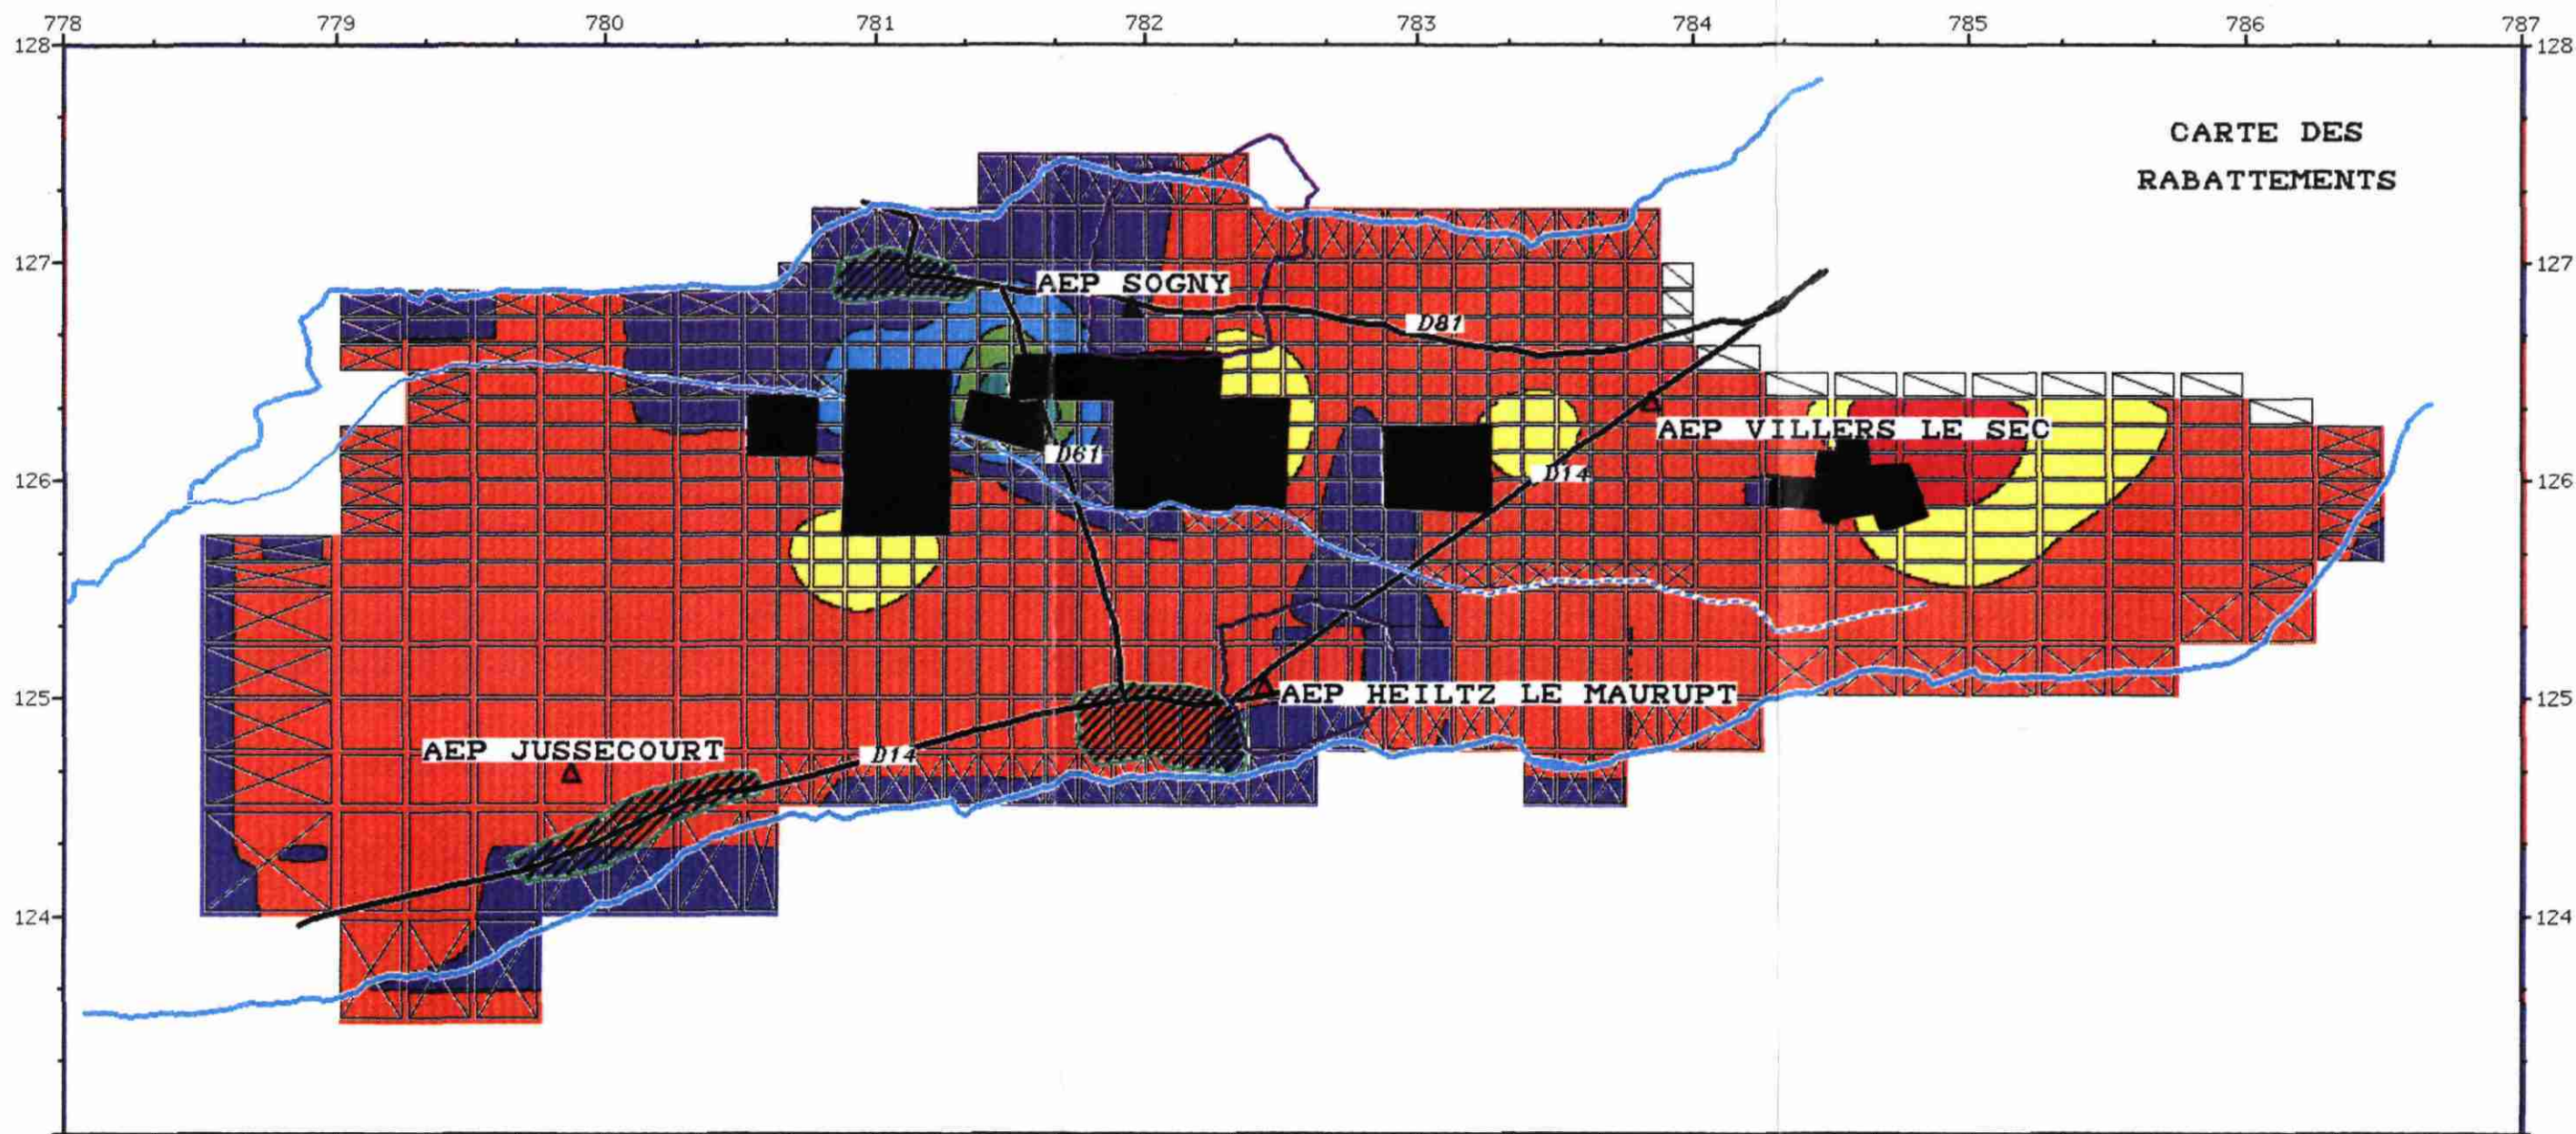 778 779 780 781 782 783 784 785 786 787
128 128
CARTE DES
RABATTEMENTS
127 127
AEP SOGNY
D81
AEP VILLERS LE SEC
D61
D14
126 126
AEP HEILTZ LE MAURUPT
125 125
AEP JUSSECOURT
D14
124 124